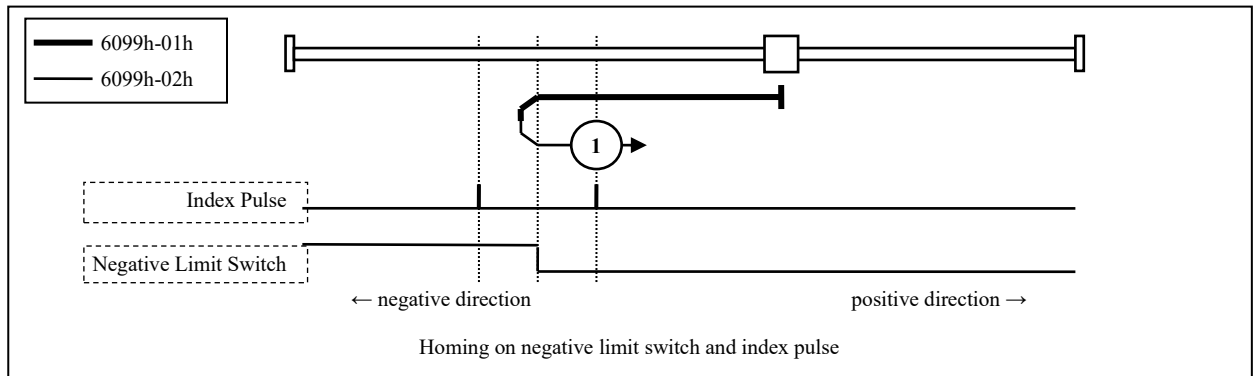 6099h-01h
6099h-02h
1
Index Pulse
Negative Limit Switch
← negative direction
positive direction →
Homing on negative limit switch and index pulse